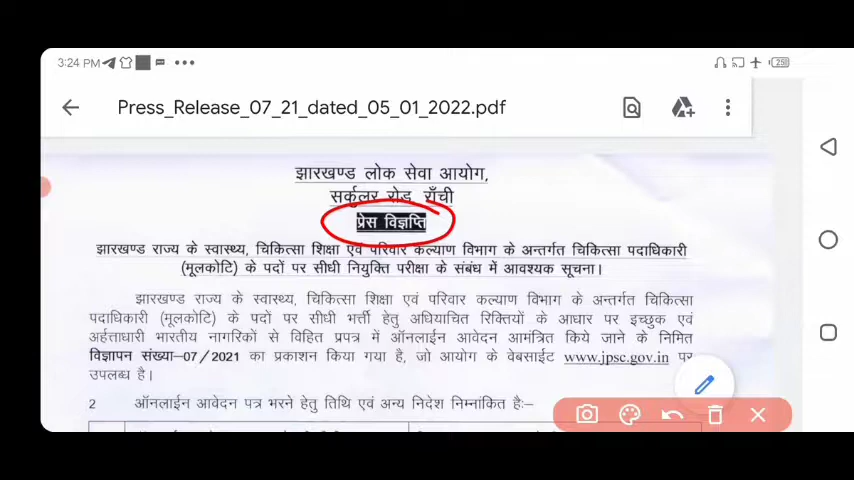 3:24 PM
Press_Release_07_21_dated_05_01_2022.pdf
झारखण्ड लोक सेवा आयोग,
सर्कुलर रोड, राँची
प्रेस विज्ञप्ति
झारखण्ड राज्य के स्वास्थ्य, चिकित्सा शिक्षा एवं परिवार कल्याण विभाग के अन्तर्गत चिकित्सा पदाधिकारी
(मूलकोटि) के पदों पर सीधी नियुक्ति परीक्षा के संबंध में आवश्यक सूचना।
झारखण्ड राज्य के स्वास्थ्य, चिकित्सा शिक्षा एवं परिवार कल्याण विभाग के अन्तर्गत चिकित्सा
पदाधिकारी (मूलकोटि) के पदों पर सीधी भर्त्ती हेतु अधियाचित रिक्तियों के आधार पर इच्छुक एवं
अर्हत्ताधारी भारतीय नागरिकों से विहित प्रपत्र में ऑनलाईन आवेदन आमंत्रित किये जाने के निमित
विज्ञापन संख्या–07/2021 का प्रकाशन किया गया है, जो आयोग के वेबसाईट www.jpsc.gov.in पर
उपलब्ध है।
2 ऑनलाईन आवेदन पत्र भरने हेतु तिथि एवं अन्य निदेश निम्नांकित है:–